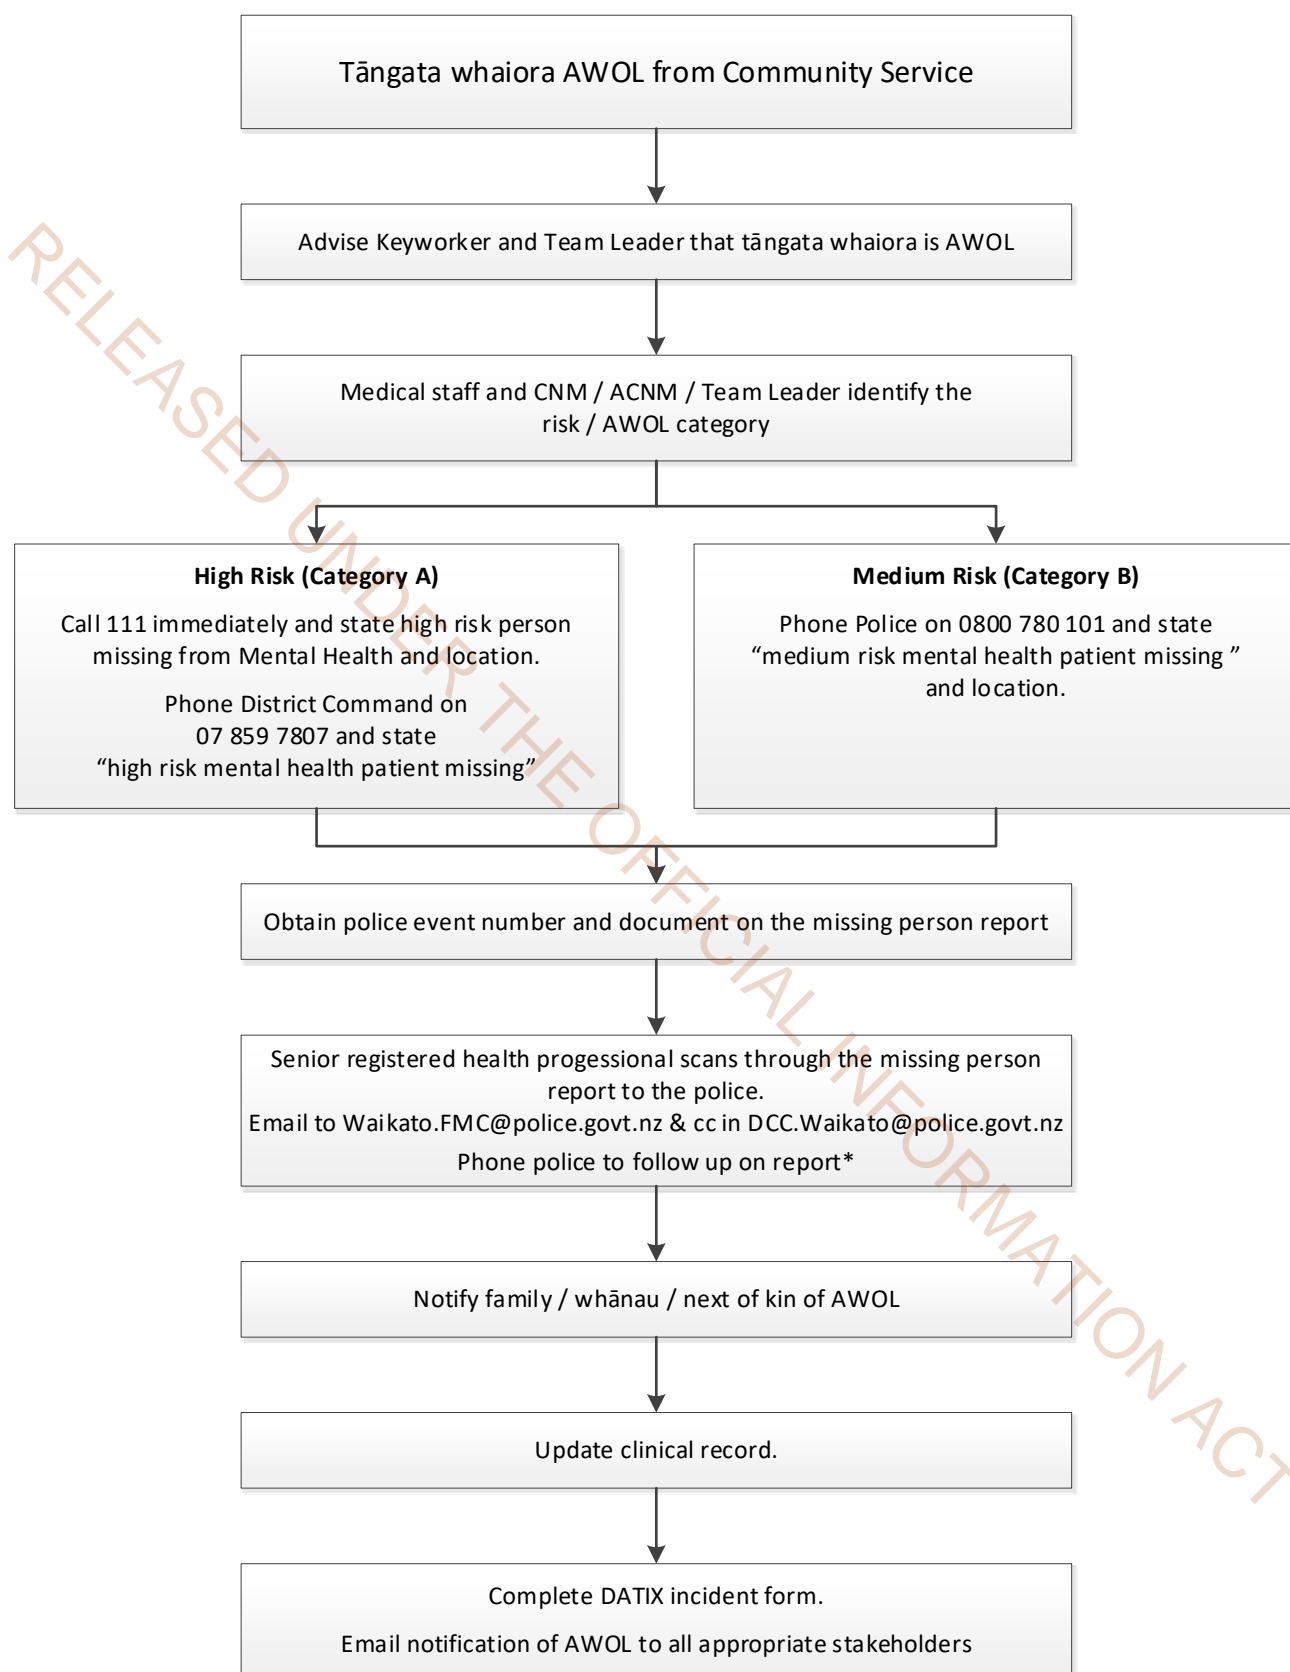 Tāngata whaiora AWOL from Community Service
Advise Keyworker and Team Leader that tāngata whaiora is AWOL
Medical staff and CNM / ACNM / Team Leader identify the
risk / AWOL category
High Risk (Category A)
Call 111 immediately and state high risk person
missing from Mental Health and location.
Phone District Command on
07 859 7807 and state
“high risk mental health patient missing”
Medium Risk (Category B)
Phone Police on 0800 780 101 and state
“medium risk mental health patient missing ”
and location.
Obtain police event number and document on the missing person report
Senior registered health progessional scans through the missing person
report to the police.
Email to Waikato.FMC@police.govt.nz & cc in DCC.Waikato@police.govt.nz
Phone police to follow up on report*
Notify family / whānau / next of kin of AWOL
Update clinical record.
Complete DATIX incident form.
Email notification of AWOL to all appropriate stakeholders
RELEASED UNDER THE OFFICIAL INFORMATION ACT